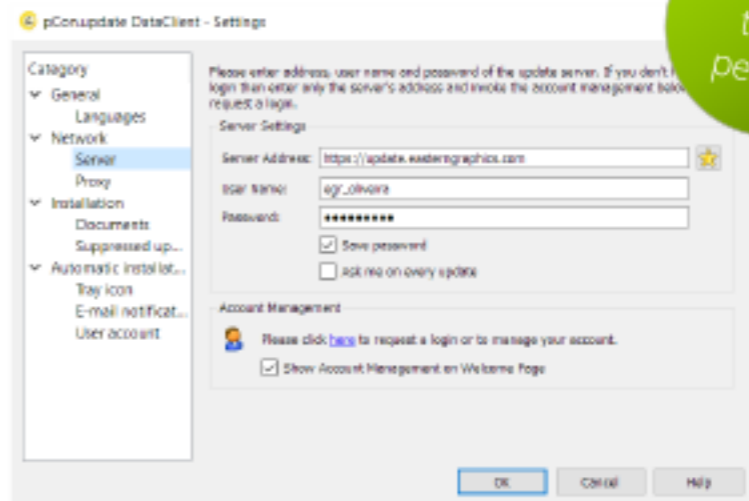 pCon.update DataClient - Settings
Category
General
Languages
Network
Server
Proxy
Installation
Documents
Suppressed up...
Automatic installat...
Tray icon
E-mail notificat...
User account
Please enter address, user name and password of the update server. If you don't
login then enter only the server's address and invoke the account management below
request a login.
Server Settings
Server Address: https://update.easterngraphics.com
User Name: egr_oliveira
Password: •••••••••
Save password
Ask me on every update
Account Management
Please click here to request a login or to manage your account.
Show Account Management on Welcome Page
OK Cancel Help